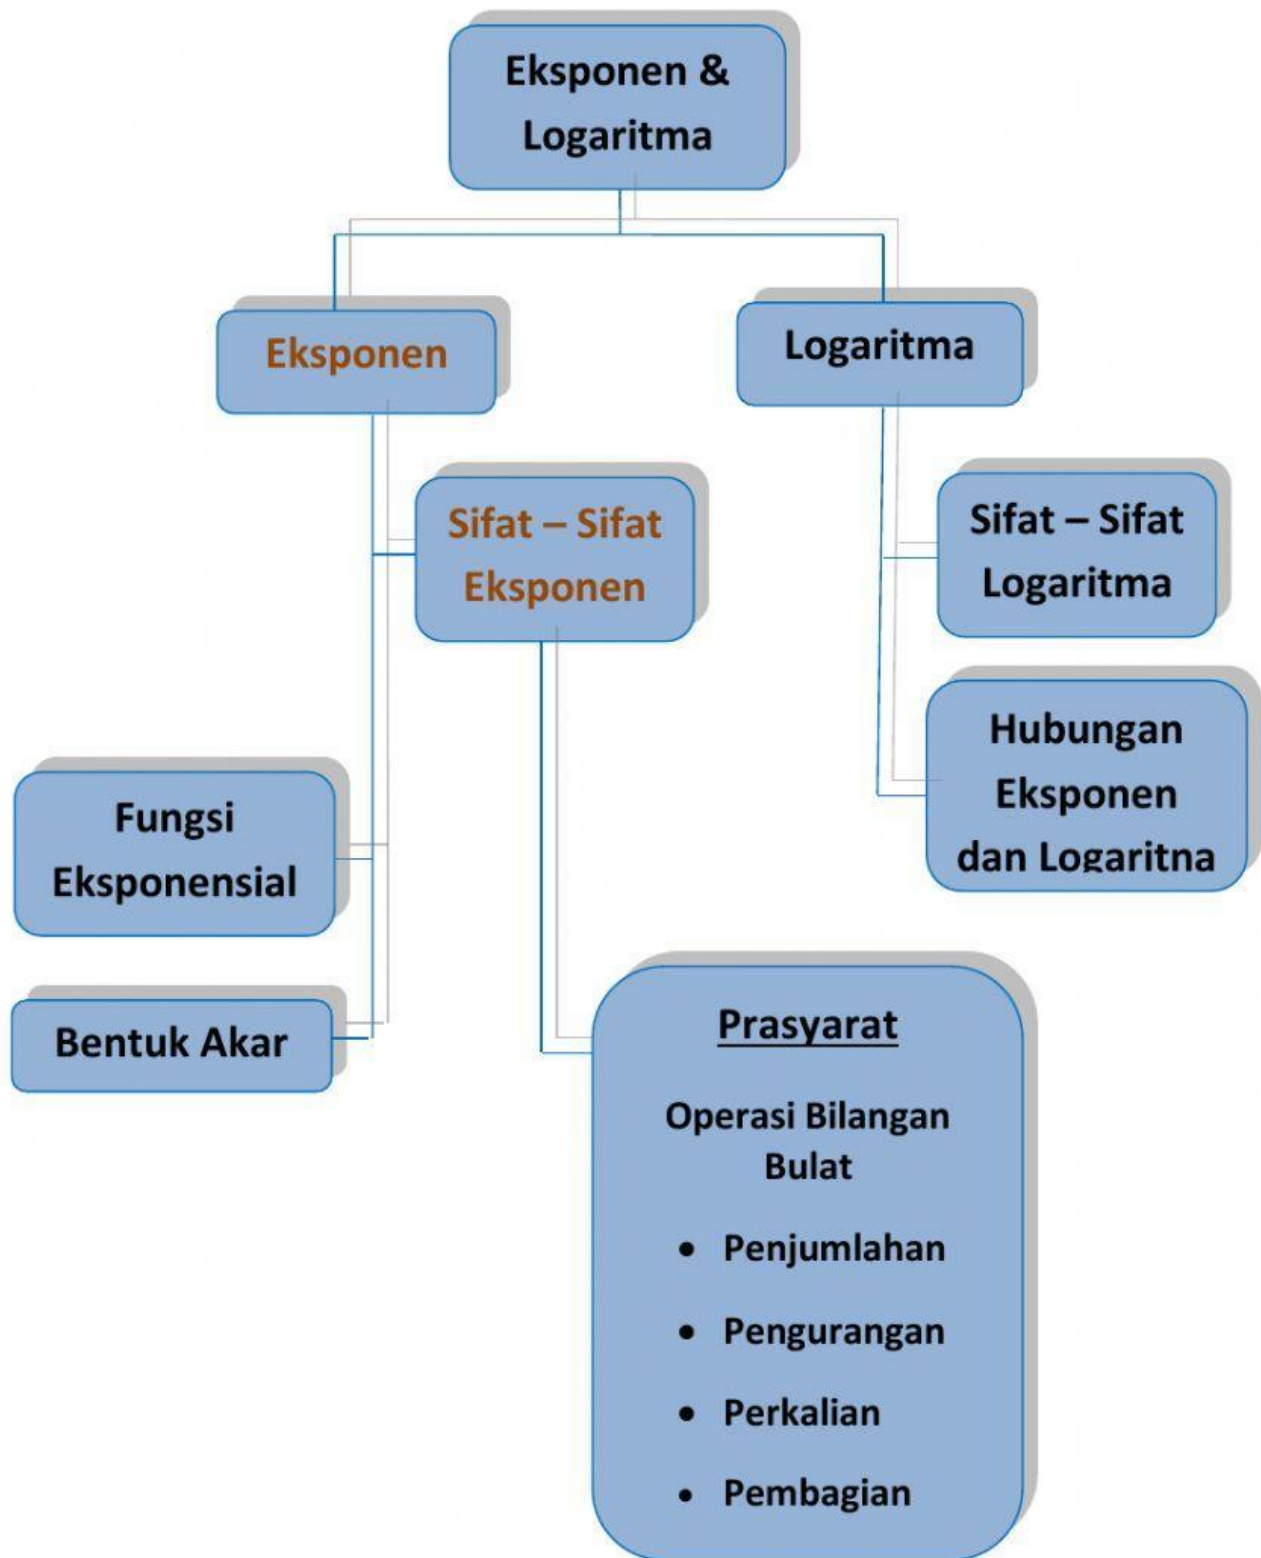 Eksponen &
Logaritma
Eksponen
Logaritma
Sifat – Sifat
Eksponen
Sifat – Sifat
Logaritma
Hubungan
Eksponen
dan Logaritna
Fungsi
Eksponensial
Bentuk Akar
Prasyarat
Operasi Bilangan
Bulat
• Penjumlahan
• Pengurangan
• Perkalian
• Pembagian